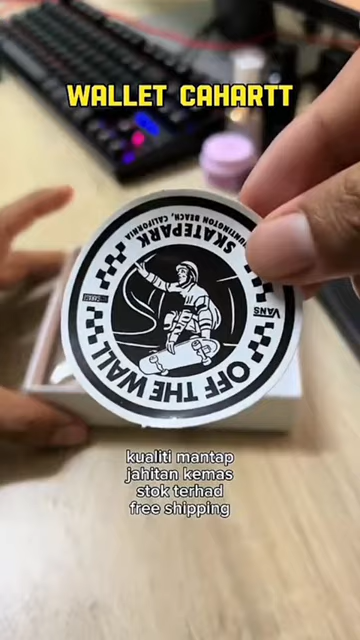 WALLET CAHARTT
SKATEPARK
HUNTINGTON BEACH, CALIFORNIA
VANS
OFF THE WALL
kualiti mantap
jahitan kemas
stok terhad
free shipping